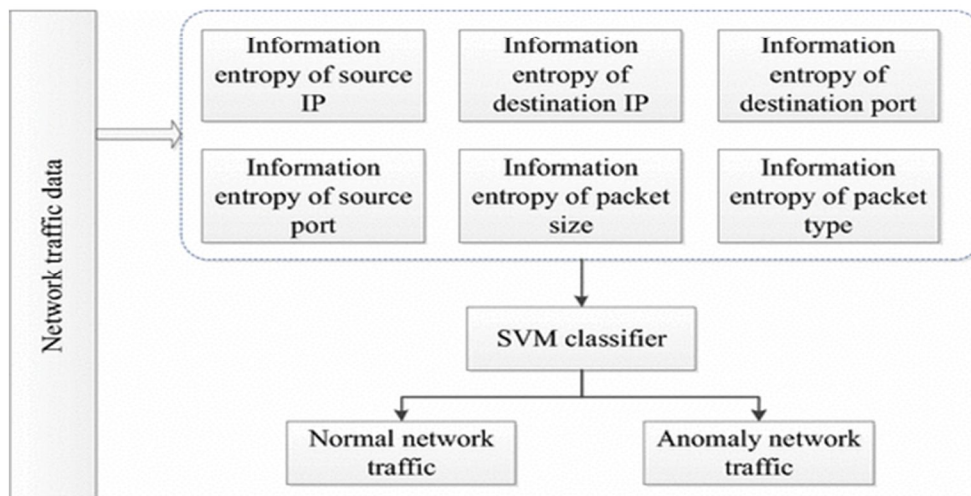 Network traffic data
Information
entropy of source
IP
Information
entropy of
destination IP
Information
entropy of
destination port
Information
entropy of source
port
Information
entropy of packet
size
Information
entropy of packet
type
SVM classifier
Normal network
traffic
Anomaly network
traffic